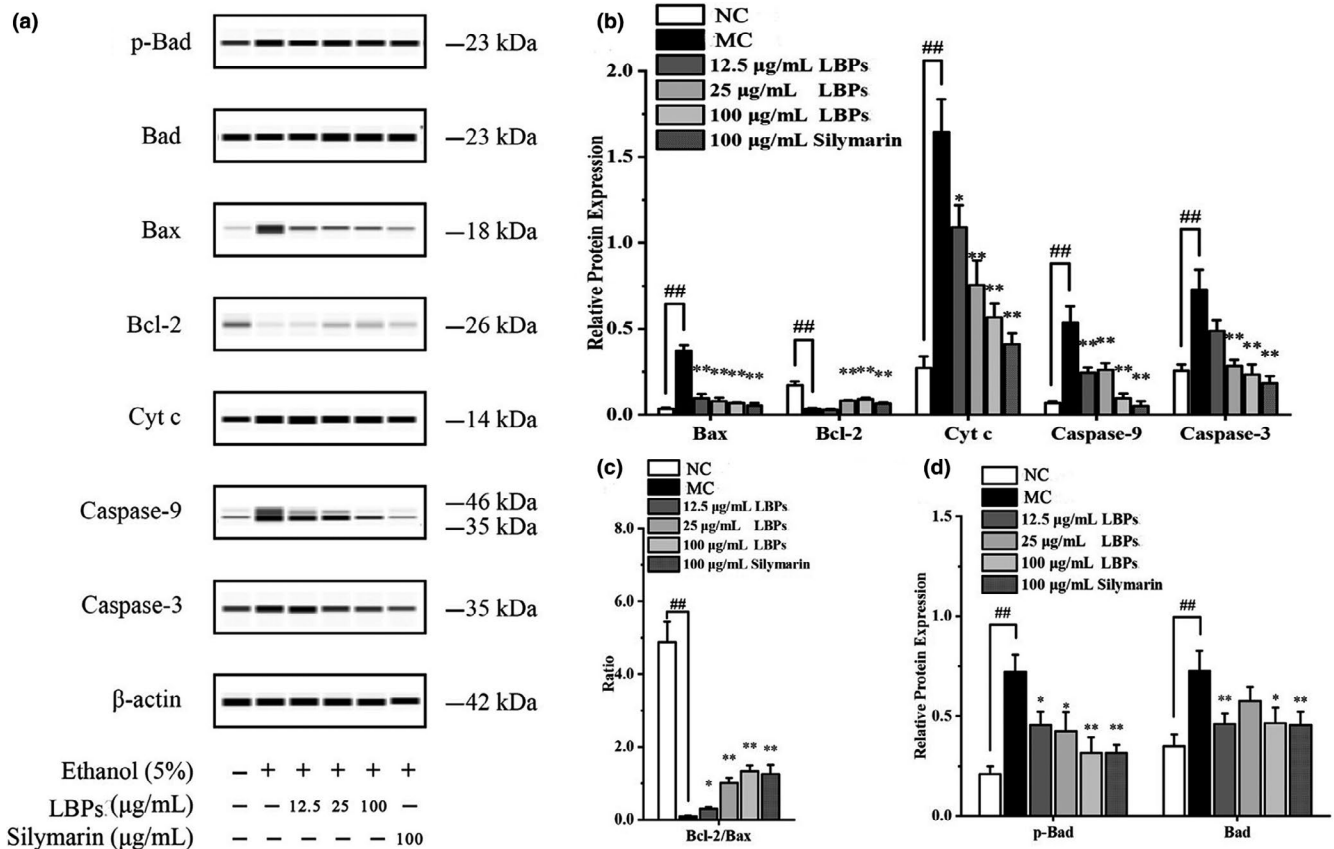 (a)
p-Bad
—23 kDa
Bad
—23 kDa
Bax
—18 kDa
Bcl-2
—26 kDa
Cyt c
—14 kDa
Caspase-9
—46 kDa
—35 kDa
Caspase-3
—35 kDa
β-actin
—42 kDa
Ethanol (5%) – + + + + +
LBPs (μg/mL) – – 12.5 25 100 –
Silymarin (μg/mL) – – – – – 100
(b)
NC
MC
12.5 μg/mL LBPs
25 μg/mL LBPs
100 μg/mL LBPs
100 μg/mL Silymarin
Relative Protein Expression
2.0
1.5
1.0
0.5
0.0
## ** ** ** **
## ** ** **
## * ** ** **
## ** ** ** **
## ** ** **
Bax Bcl-2 Cyt c Caspase-9 Caspase-3
(c)
NC
MC
12.5 μg/mL LBPs
25 μg/mL LBPs
100 μg/mL LBPs
100 μg/mL Silymarin
Ratio
8.0
6.0
4.0
2.0
0.0
## * ** ** **
Bcl-2/Bax
(d)
NC
MC
12.5 μg/mL LBPs
25 μg/mL LBPs
100 μg/mL LBPs
100 μg/mL Silymarin
Relative Protein Expression
1.5
1.0
0.5
0.0
## * * ** **
## ** * **
p-Bad Bad